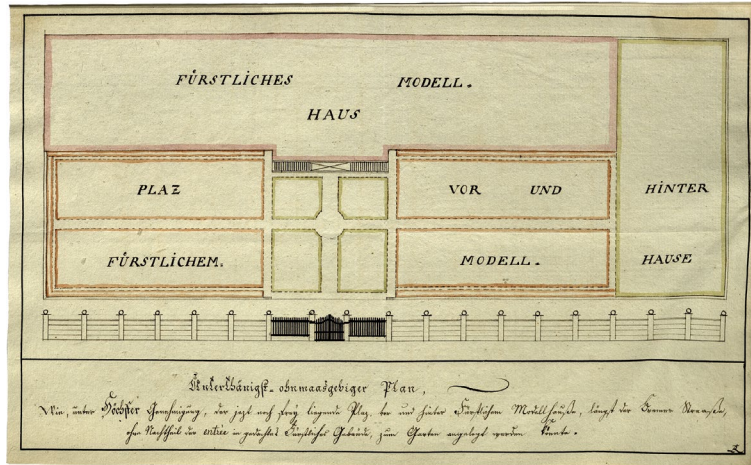 FÜRSTLICHES MODELL.
HAUS
PLAZ VOR UND HINTER
FÜRSTLICHEM. MODELL. HAUSE
Unterthänigst-ohnmaasgebiger Plan,
Wie, unter Höchster Genehmigung, der jezt noch frey liegende Plaz, vor und hinter Fürstlichem Modellhauße, längst der Straße,
ohne Nachtheil der entrée in gedachtes Fürstliches Gebäude, zum Garten angelegt werden könnte.